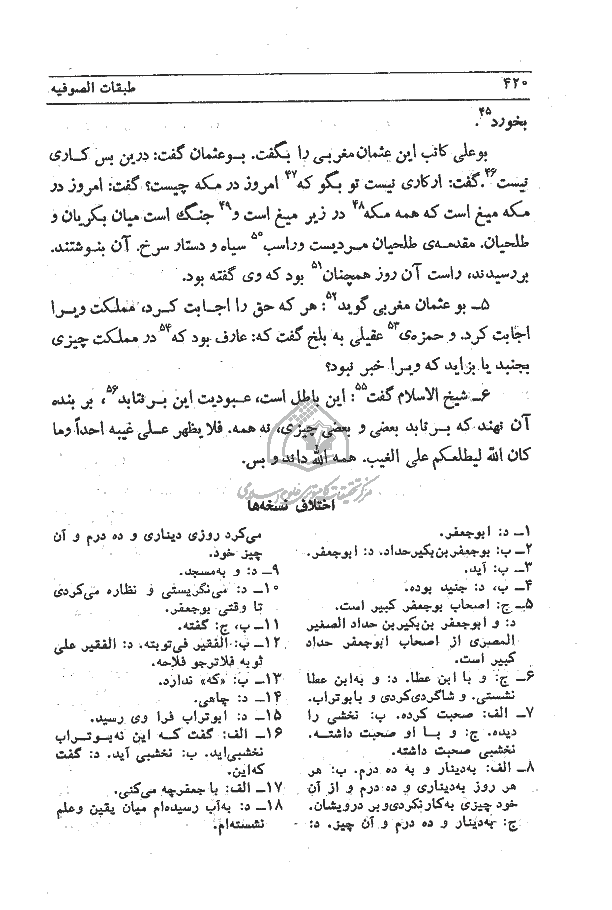 ۴۲۰ طبقات الصوفیه
بخورد۴۵.
بوعلی کاتب این عثمان مغربی را بگفت. بوعثمان گفت: درین بس کاری
نیست۴۶. گفت: ارکاری نیست تو بگو که۴۷ امروز در مکه چیست؟ گفت: امروز در
مکه میغ است که همه مکه۴۸ در زیر میغ است و۴۹ جنگ است میان بکریان و
طلحیان. مقدمه‌ی طلحیان مردیست وراسب۵۰ سیاه و دستار سرخ. آن بنوشتند.
بررسیدند، راست آن روز همچنان۵۱ بود که وی گفته بود.
۵ـ بو عثمان مغربی گوید۵۲: هر که حق را اجابت کرد، مملکت ویرا
اجابت کرد. و حمزه‌ی۵۳ عقیلی به بلخ گفت که: عارف بود که۵۴ در مملکت چیزی
بجنبد یا بزاید که ویرا خبر نبود؟
۶ـ شیخ الاسلام گفت۵۵: این باطل است، عبودیت این بر نتابد۵۶، بر بنده
آن نهند که بر تابد بعضی و بعضی چیزی، نه همه. فلا یظهر علی غیبه احداً وما
کان الله لیطلعکم علی الغیب. همه الله داند و بس.
اختلاف نسخه‌ها
۱ـ د: ابوجعفر.
۲ـ ب: بوجعفربن‌بکیرحداد. د: ابوجعفر.
۳ـ ب: آید.
۴ـ ب، د: جنید بوده.
۵ـ ج: اصحاب بوجعفر کبیر است.
د: و ابوجعفر بن‌بکیربن حداد الصغیر
المصری از اصحاب ابوجعفر حداد
کبیر است.
۶ـ ج: و با ابن عطا. د: و به‌ابن عطا
نشستی. و شاگردی‌کردی و بابوتراب.
۷ـ الف: صحبت کرده. ب: نخشی را
دیده. ج: و با او صحبت داشته.
نخشبی صحبت داشته.
۸ـ الف: به‌دینار و به ده درم. ب: هر
هر روز به‌دیناری و ده درم و از آن
خود چیزی به‌کار نکردی‌و بر درویشان.
ج: به‌دینار و ده درم و آن چیز. د:
می‌کرد روزی دیناری و ده درم و آن
چیز خود.
۹ـ د: و به‌مسجد.
۱۰ـ د: می‌نگریستی و نظاره می‌کردی
تا وقتی بوجعفر.
۱۱ـ ب، ج: گفته.
۱۲ـ ب: الفقیر فی‌توبته. د: الفقیر علی
ثوبه فلاترجو فلاحه.
۱۳ـ ب: «که» ندارد.
۱۴ـ د: چاهی.
۱۵ـ د: ابوتراب فرا وی رسید.
۱۶ـ الف: گفت که این نه‌بوتراب
نخشبی‌اید. ب: نخشبی آید. د: گفت
که‌این.
۱۷ـ الف: با جعفرچه می‌کنی.
۱۸ـ د: به‌آب رسیده‌ام میان یقین وعلم
نشسته‌ام.